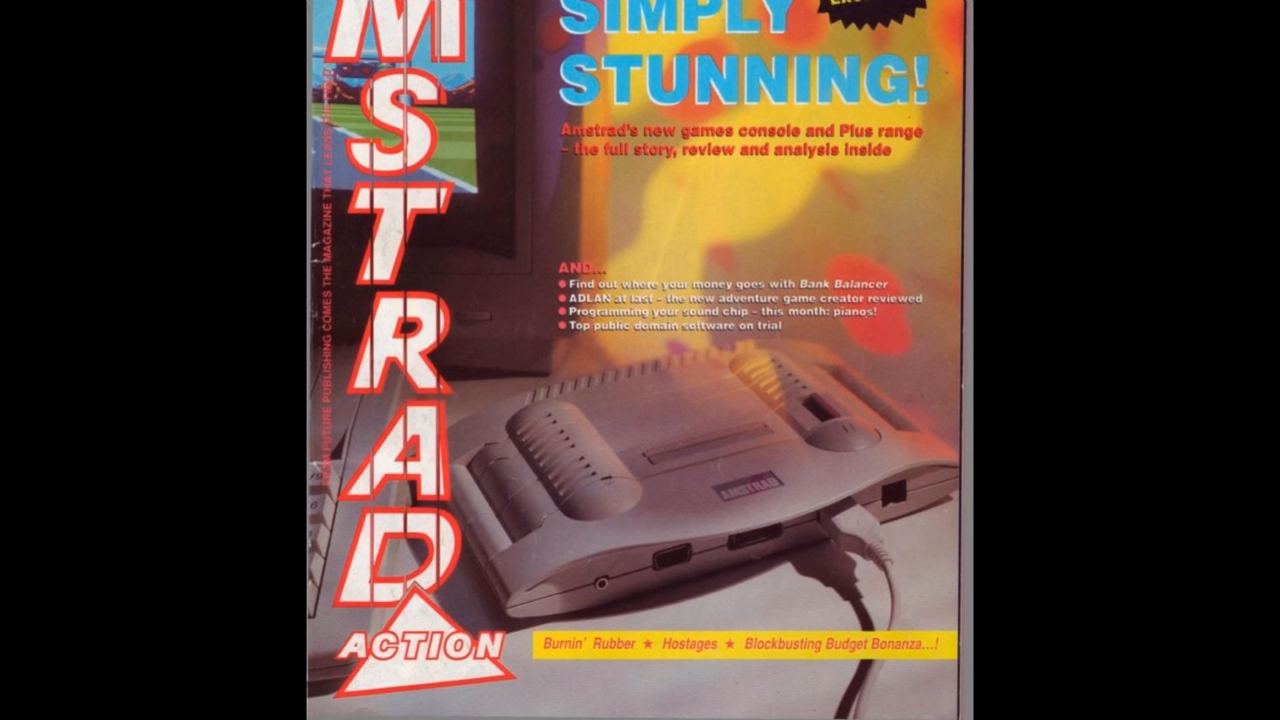 MSTRAD
ACTION
SIMPLY
STUNNING!
Amstrad's new games console and Plus range
– the full story, review and analysis inside
AND...
Find out where your money goes with Bank Balancer
ADLAN at last – the new adventure game creator reviewed
Programming your sound chip – this month: pianos!
Top public domain software on trial
FUTURE PUBLISHING COMES THE MAGAZINE THAT
AMSTRAD
Burnin' Rubber ★ Hostages ★ Blockbusting Budget Bonanza...!